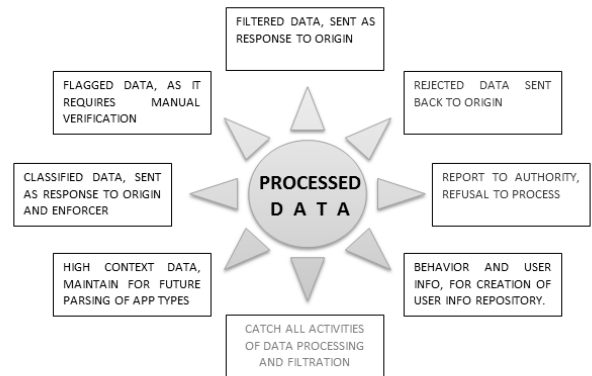 FILTERED DATA, SENT AS
RESPONSE TO ORIGIN
FLAGGED DATA, AS IT
REQUIRES MANUAL
VERIFICATION
REJECTED DATA SENT
BACK TO ORIGIN
CLASSIFIED DATA, SENT
AS RESPONSE TO ORIGIN
AND ENFORCER
PROCESSED
D A T A
REPORT TO AUTHORITY,
REFUSAL TO PROCESS
HIGH CONTEXT DATA,
MAINTAIN FOR FUTURE
PARSING OF APP TYPES
BEHAVIOR AND USER
INFO, FOR CREATION OF
USER INFO REPOSITORY.
CATCH ALL ACTIVITIES
OF DATA PROCESSING
AND FILTRATION